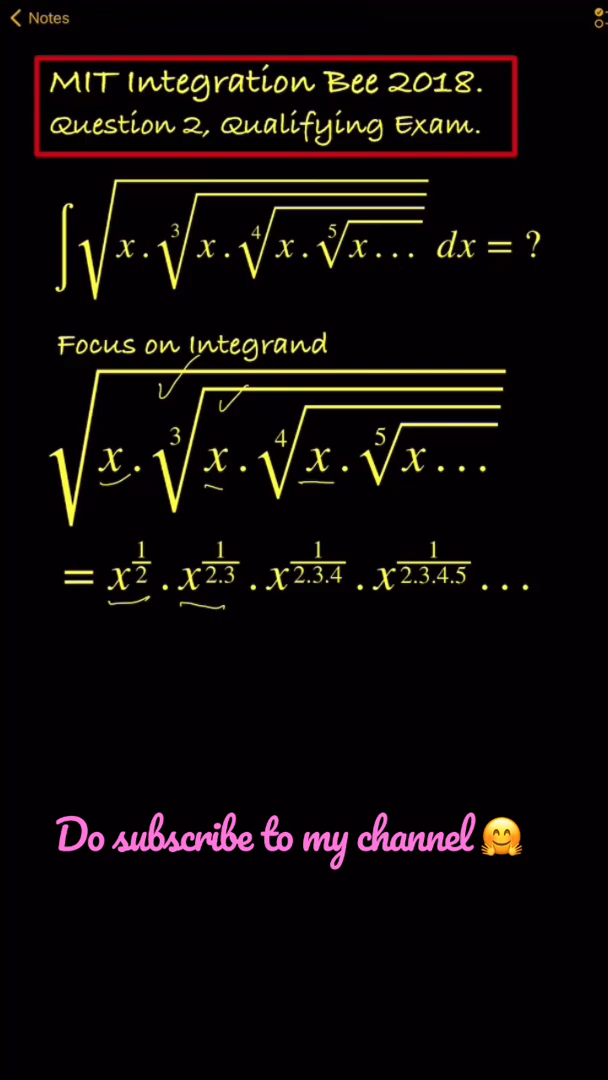 Notes
MIT Integration Bee 2018.
Question 2, Qualifying Exam.
∫√(x.∛(x.∜(x.⁵√(x...)))) dx = ?
Focus on Integrand
√(x.∛(x.∜(x.⁵√(x...))))
= x^(1/2) . x^(1/2.3) . x^(1/2.3.4) . x^(1/2.3.4.5) ...
Do subscribe to my channel 🤗